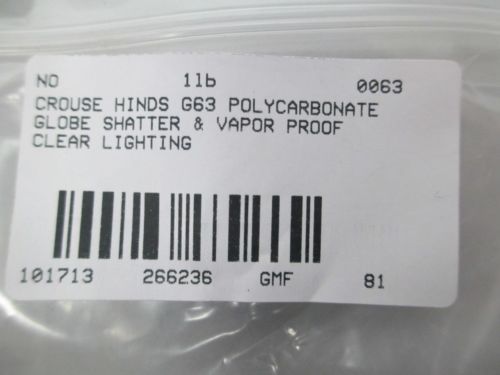 NO 1lb 0063
CROUSE HINDS G63 POLYCARBONATE
GLOBE SHATTER & VAPOR PROOF
CLEAR LIGHTING
101713 266236 GMF 81